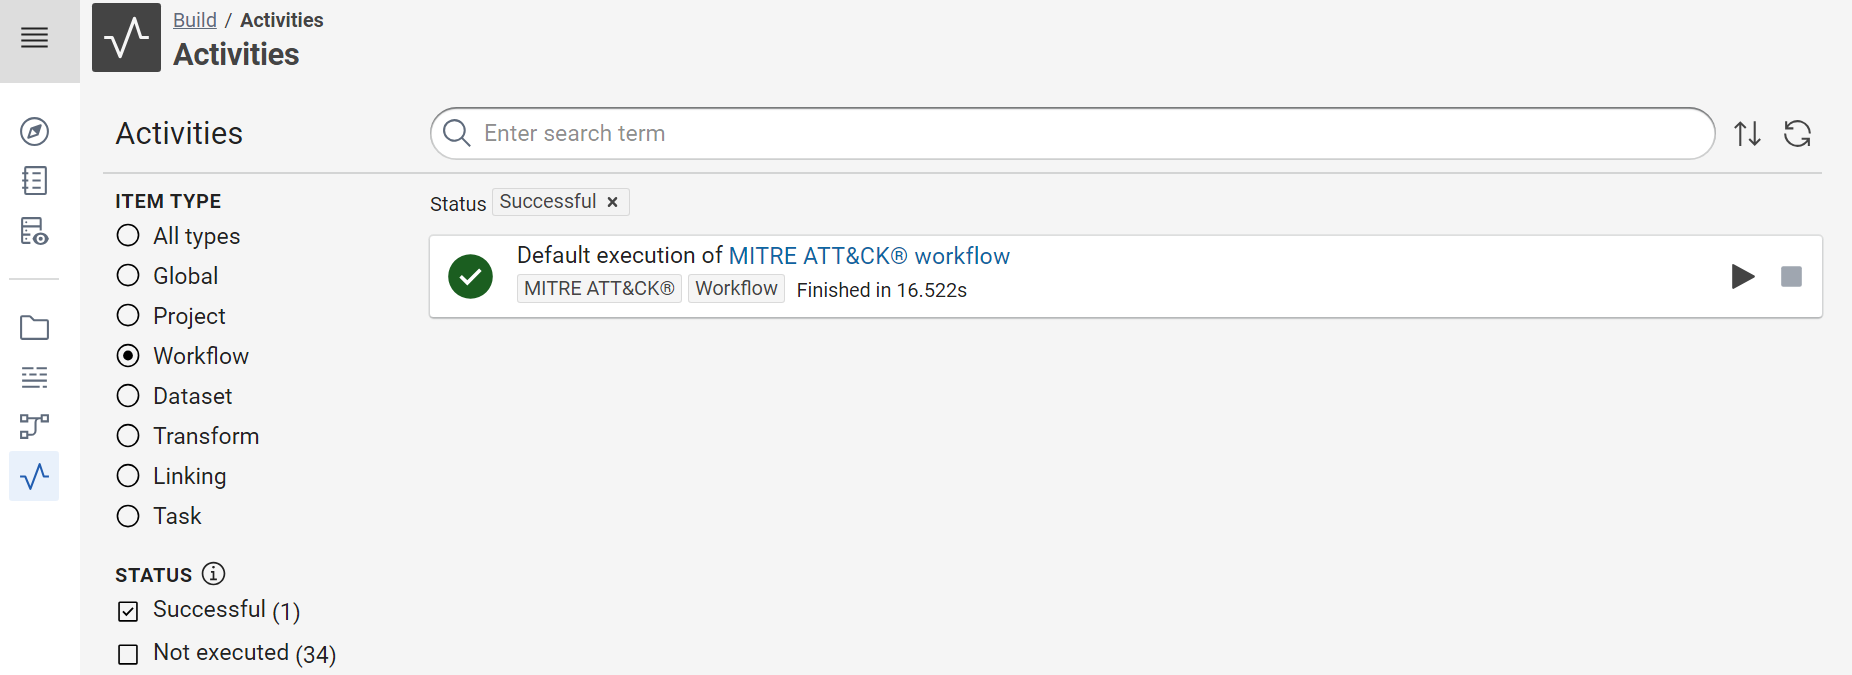 Build / Activities
Activities
Activities
Enter search term
ITEM TYPE
All types
Global
Project
Workflow
Dataset
Transform
Linking
Task
STATUS
Successful (1)
Not executed (34)
Status Successful ×
Default execution of MITRE ATT&CK® workflow
MITRE ATT&CK® Workflow Finished in 16.522s